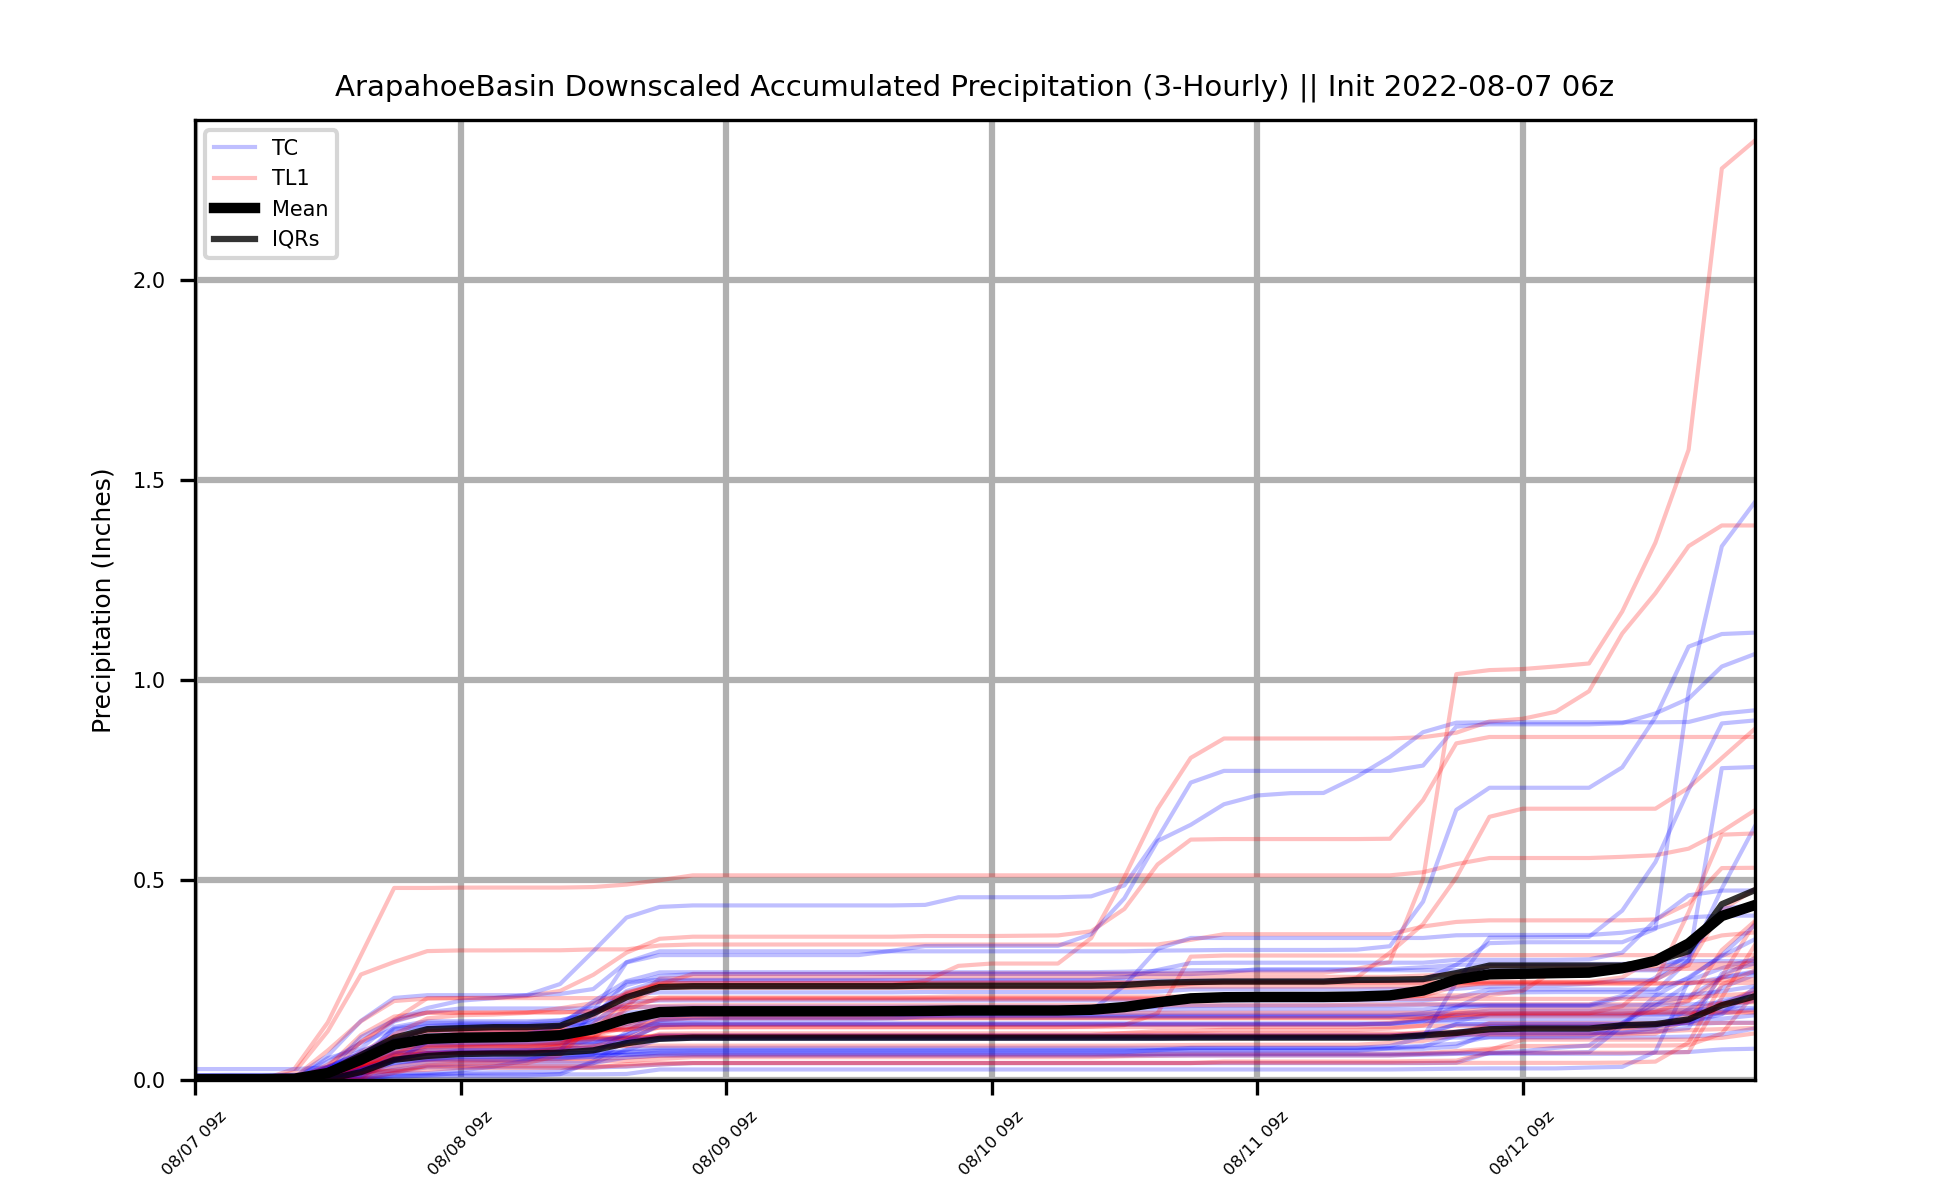 ArapahoeBasin Downscaled Accumulated Precipitation (3-Hourly) || Init 2022-08-07 06z
TC
TL1
Mean
IQRs
Precipitation (Inches)
2.0
1.5
1.0
0.5
0.0
08/07 09z
08/08 09z
08/09 09z
08/10 09z
08/11 09z
08/12 09z